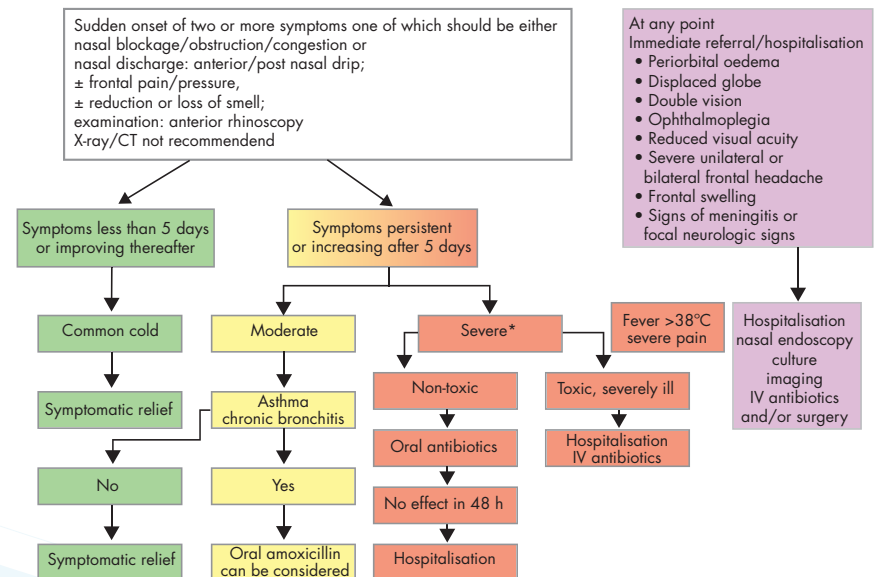 Sudden onset of two or more symptoms one of which should be either
nasal blockage/obstruction/congestion or
nasal discharge: anterior/post nasal drip;
± frontal pain/pressure,
± reduction or loss of smell;
examination: anterior rhinoscopy
X-ray/CT not recommendend
At any point
Immediate referral/hospitalisation
• Periorbital oedema
• Displaced globe
• Double vision
• Ophthalmoplegia
• Reduced visual acuity
• Severe unilateral or
bilateral frontal headache
• Frontal swelling
• Signs of meningitis or
focal neurologic signs
Symptoms less than 5 days
or improving thereafter
Symptoms persistent
or increasing after 5 days
Common cold
Moderate
Severe*
Fever >38°C
severe pain
Hospitalisation
nasal endoscopy
culture
imaging
IV antibiotics
and/or surgery
Symptomatic relief
Asthma
chronic bronchitis
Non-toxic
Toxic, severely ill
Oral antibiotics
Hospitalisation
IV antibiotics
No
Yes
No effect in 48 h
Symptomatic relief
Oral amoxicillin
can be considered
Hospitalisation